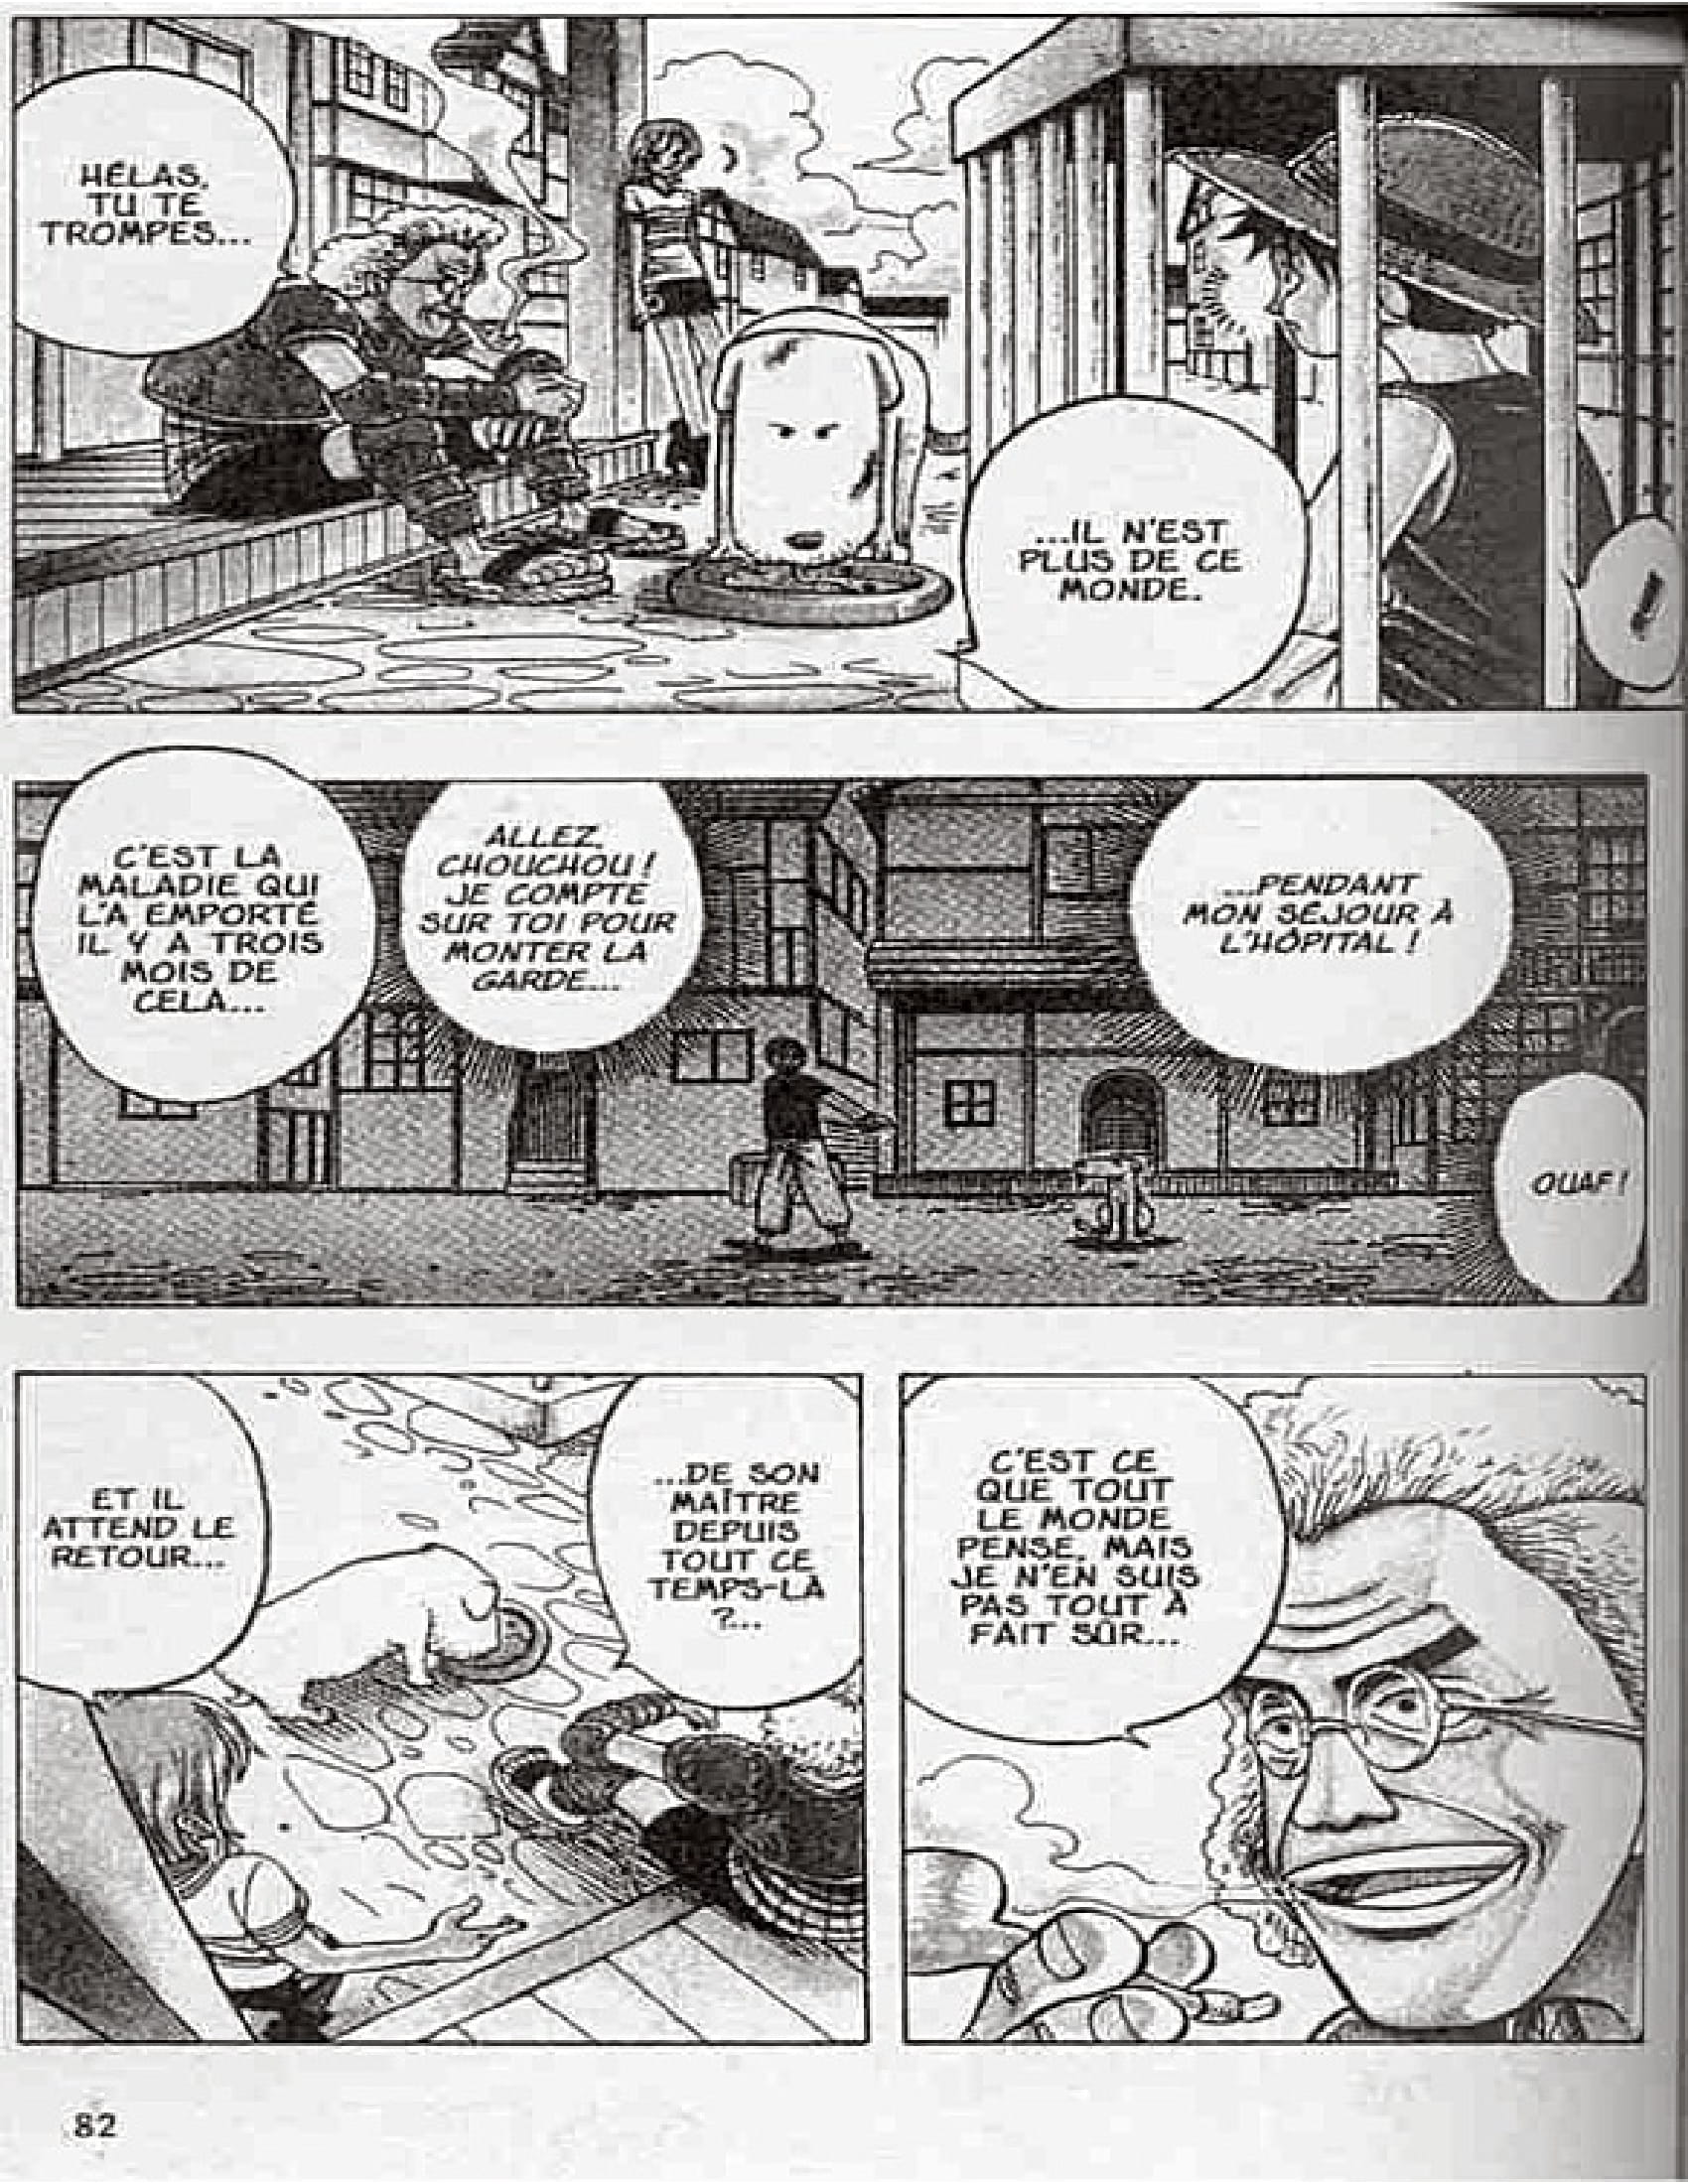 HÉLAS,
TU TE
TROMPES...
...IL N'EST
PLUS DE CE
MONDE.
!
C'EST LA
MALADIE QUI
L'A EMPORTÉ
IL Y A TROIS
MOIS DE
CELA...
ALLEZ,
CHOUCHOU !
JE COMPTE
SUR TOI POUR
MONTER LA
GARDE...
...PENDANT
MON SÉJOUR À
L'HÔPITAL !
OUAF !
ET IL
ATTEND LE
RETOUR...
...DE SON
MAÎTRE
DEPUIS
TOUT CE
TEMPS-LÀ
?...
C'EST CE
QUE TOUT
LE MONDE
PENSE, MAIS
JE N'EN SUIS
PAS TOUT À
FAIT SÛR...
82